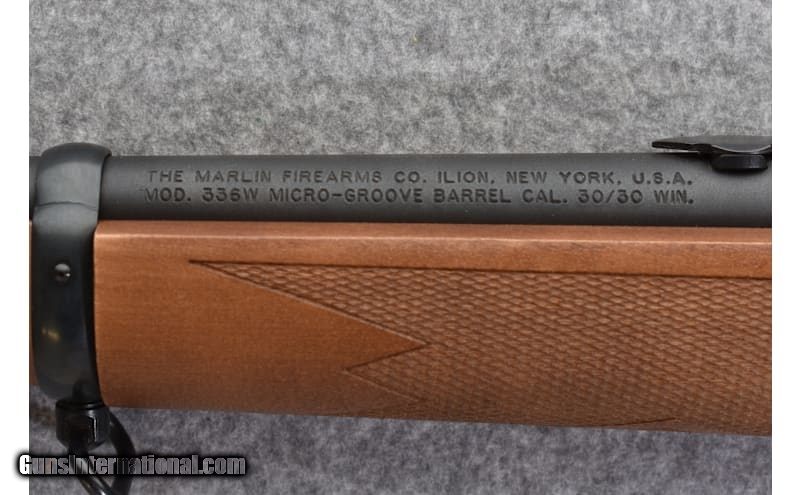 THE MARLIN FIREARMS CO. ILION, NEW YORK, U.S.A.
MOD. 336W MICRO-GROOVE BARREL CAL. 30/30 WIN.
GunsInternational.com